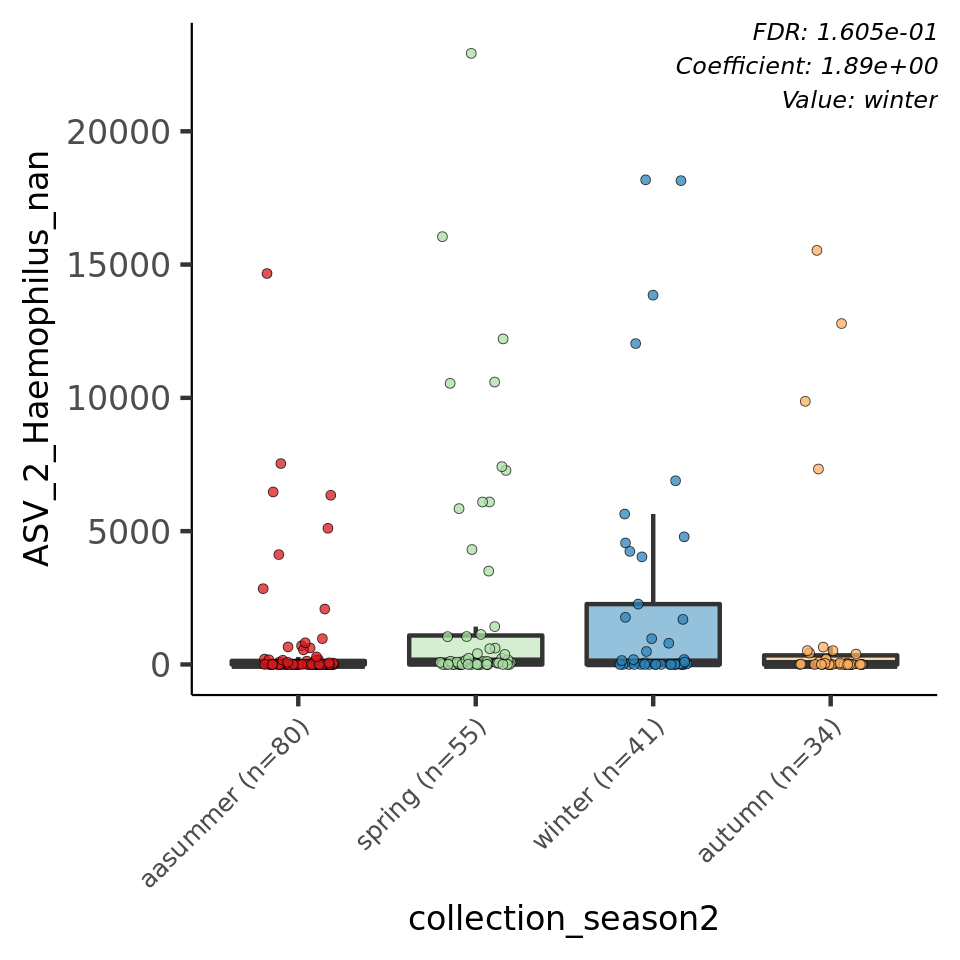 FDR: 1.605e-01
Coefficient: 1.89e+00
Value: winter
ASV_2_Haemophilus_nan
20000
15000
10000
5000
0
aasummer (n=80)
spring (n=55)
winter (n=41)
autumn (n=34)
collection_season2